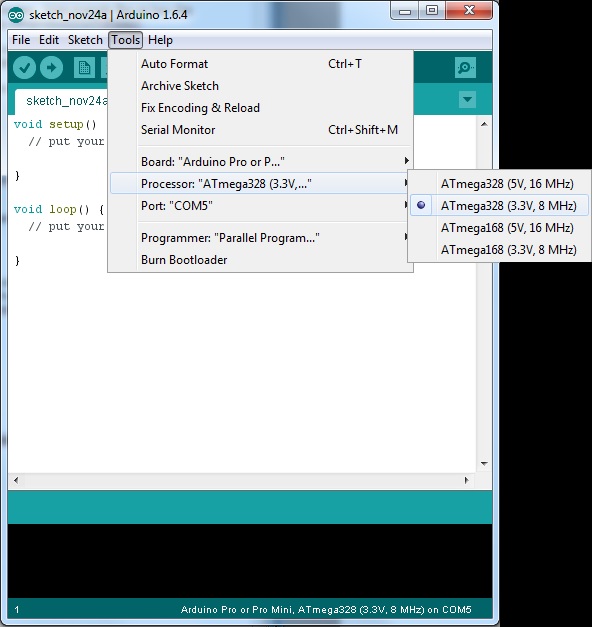 sketch_nov24a | Arduino 1.6.4
File Edit Sketch Tools Help
Auto Format Ctrl+T
Archive Sketch
Fix Encoding & Reload
Serial Monitor Ctrl+Shift+M
Board: "Arduino Pro or P..."
Processor: "ATmega328 (3.3V,..."
Port: "COM5"
Programmer: "Parallel Program..."
Burn Bootloader
ATmega328 (5V, 16 MHz)
ATmega328 (3.3V, 8 MHz)
ATmega168 (5V, 16 MHz)
ATmega168 (3.3V, 8 MHz)
sketch_nov24a
void setup()
// put your
}
void loop() {
// put your
}
1 Arduino Pro or Pro Mini, ATmega328 (3.3V, 8 MHz) on COM5